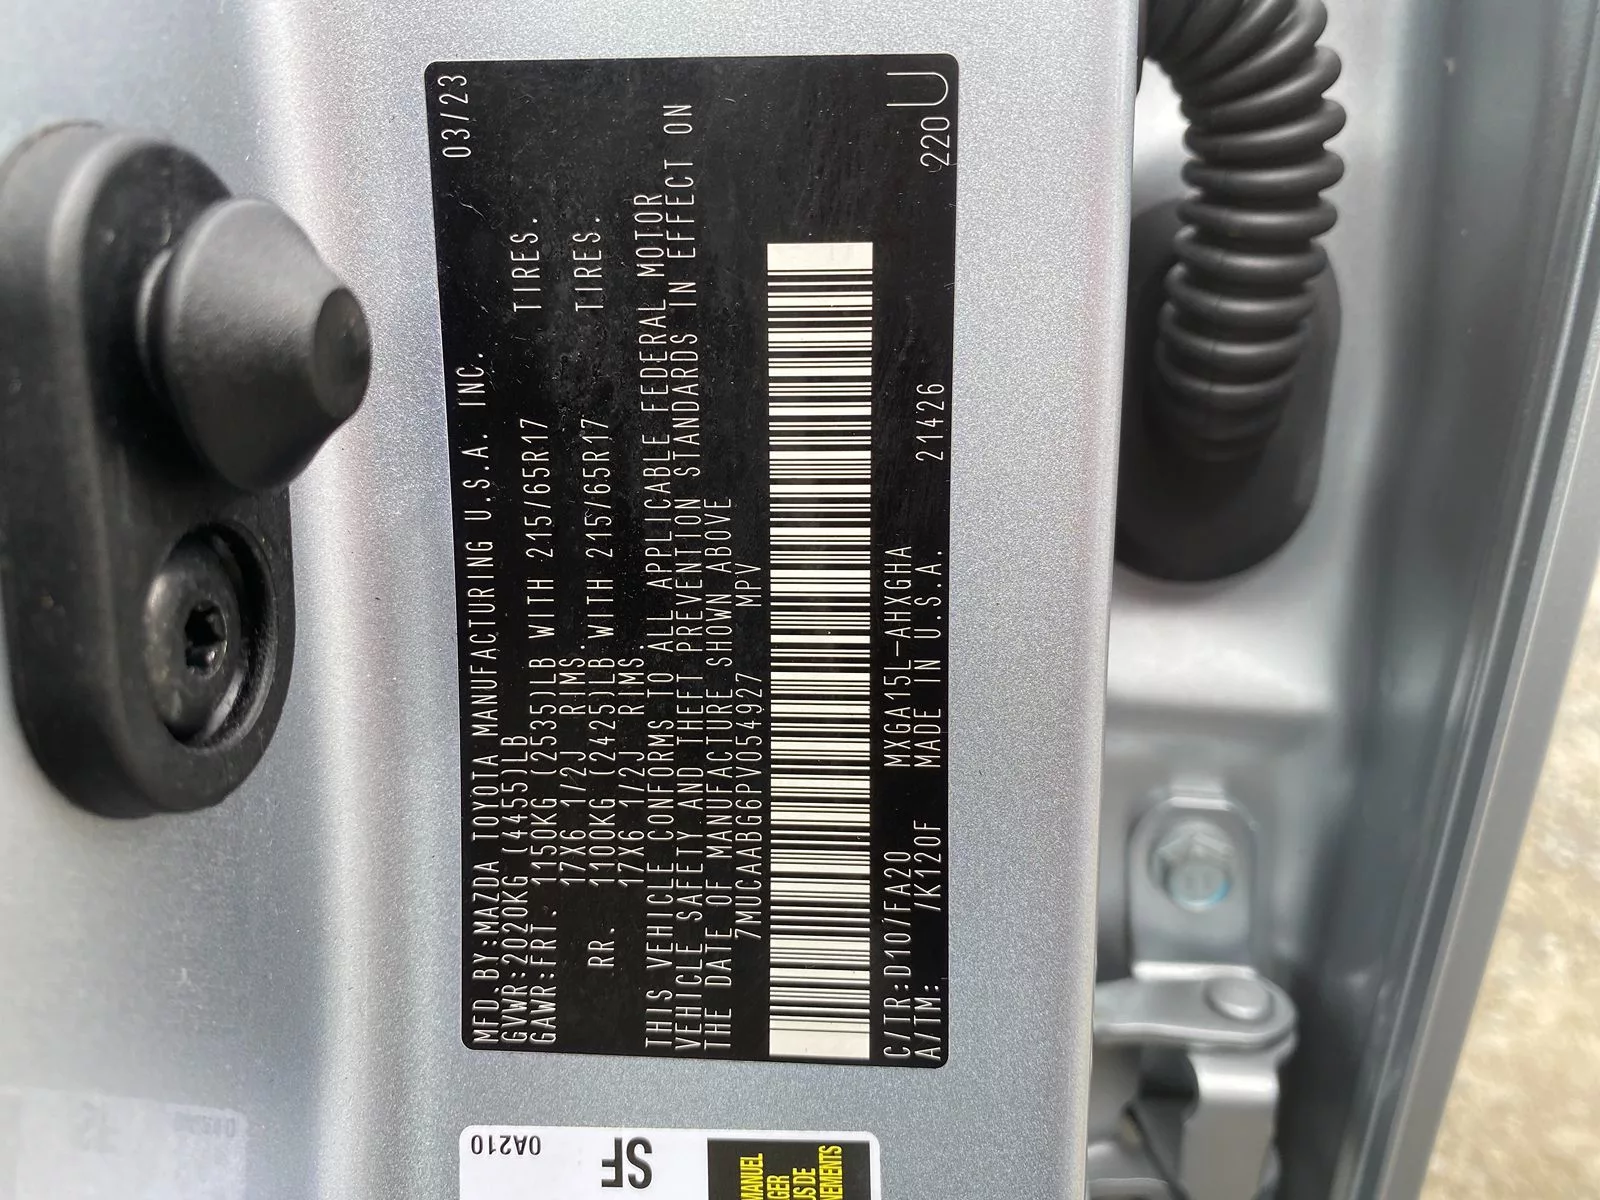 MFD.BY:MAZDA TOYOTA MANUFACTURING U.S.A. INC. 03/23
GVWR:2020KG (4455)LB
GAWR:FRT. 1150KG (2535)LB WITH 215/65R17 TIRES.
17X6 1/2J RIMS.
RR. 1100KG (2425)LB WITH 215/65R17 TIRES.
17X6 1/2J RIMS.
THIS VEHICLE CONFORMS TO ALL APPLICABLE FEDERAL MOTOR
VEHICLE SAFETY AND THEFT PREVENTION STANDARDS IN EFFECT ON
THE DATE OF MANUFACTURE SHOWN ABOVE
7MUCAABG6PV054927 MPV
C/TR:D107/FA20 MXGA15L-AHXGHA
A/TM: /K120F MADE IN U.S.A. 21426 220U
0A210
SF
MANUEL